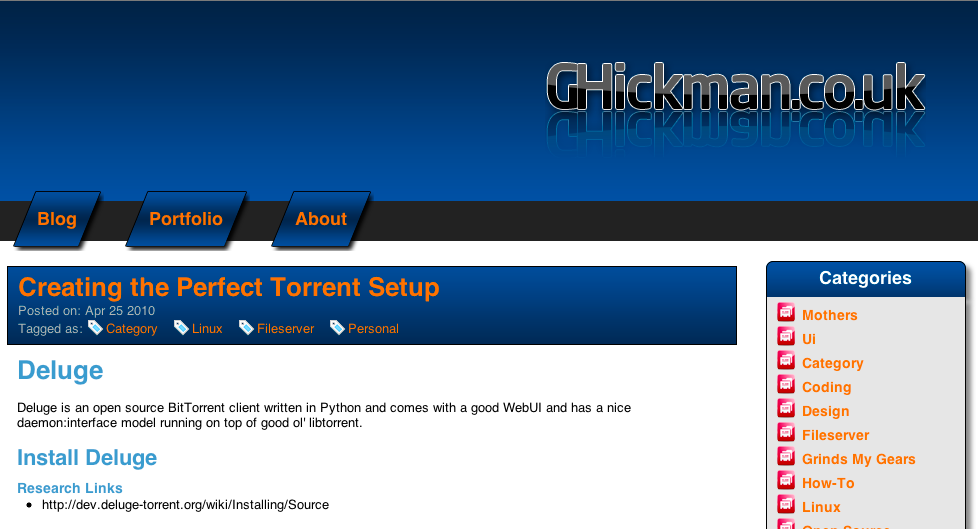 GHickman.co.uk
Blog
Portfolio
About
Creating the Perfect Torrent Setup
Posted on: Apr 25 2010
Tagged as: Category Linux Fileserver Personal
Deluge
Deluge is an open source BitTorrent client written in Python and comes with a good WebUI and has a nice
daemon:interface model running on top of good ol' libtorrent.
Install Deluge
Research Links
• http://dev.deluge-torrent.org/wiki/Installing/Source
Categories
Mothers
Ui
Category
Coding
Design
Fileserver
Grinds My Gears
How-To
Linux
Open Source